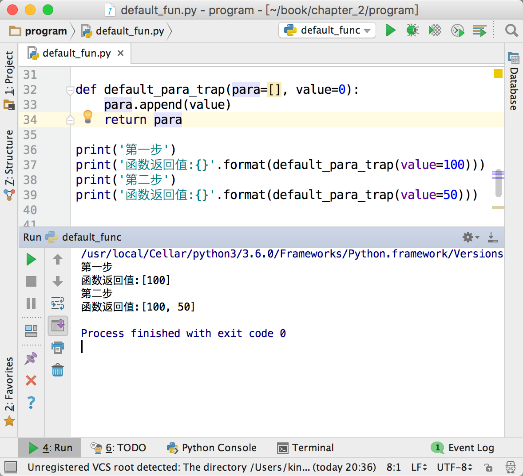 default_fun.py - program - [~/book/chapter_2/program]
program default_fun.py default_func
default_fun.py ×
1: Project
Z: Structure
2: Favorites
Database
31
32 def default_para_trap(para=[], value=0):
33 para.append(value)
34 return para
35
36 print('第一步')
37 print('函数返回值:{}'.format(default_para_trap(value=100)))
38 print('第二步')
39 print('函数返回值:{}'.format(default_para_trap(value=50)))
40
41
Run default_func
/usr/local/Cellar/python3/3.6.0/Frameworks/Python.framework/Versions
第一步
函数返回值:[100]
第二步
函数返回值:[100, 50]
Process finished with exit code 0
4: Run 6: TODO Python Console Terminal 1 Event Log
Unregistered VCS root detected: The directory /Users/kin... (today 20:36) 8:1 LF UTF-8